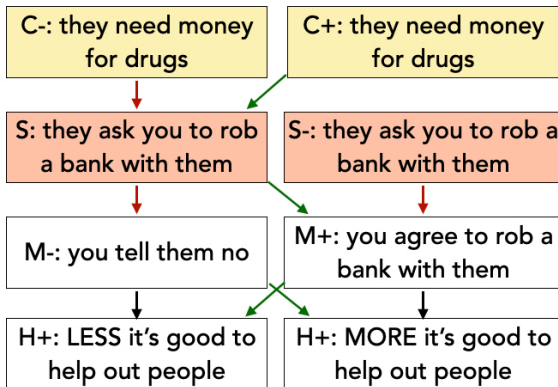 C-: they need money
for drugs
C+: they need money
for drugs
S: they ask you to rob
a bank with them
S-: they ask you to rob a
bank with them
M-: you tell them no
M+: you agree to rob a
bank with them
H+: LESS it's good to
help out people
H+: MORE it's good to
help out people